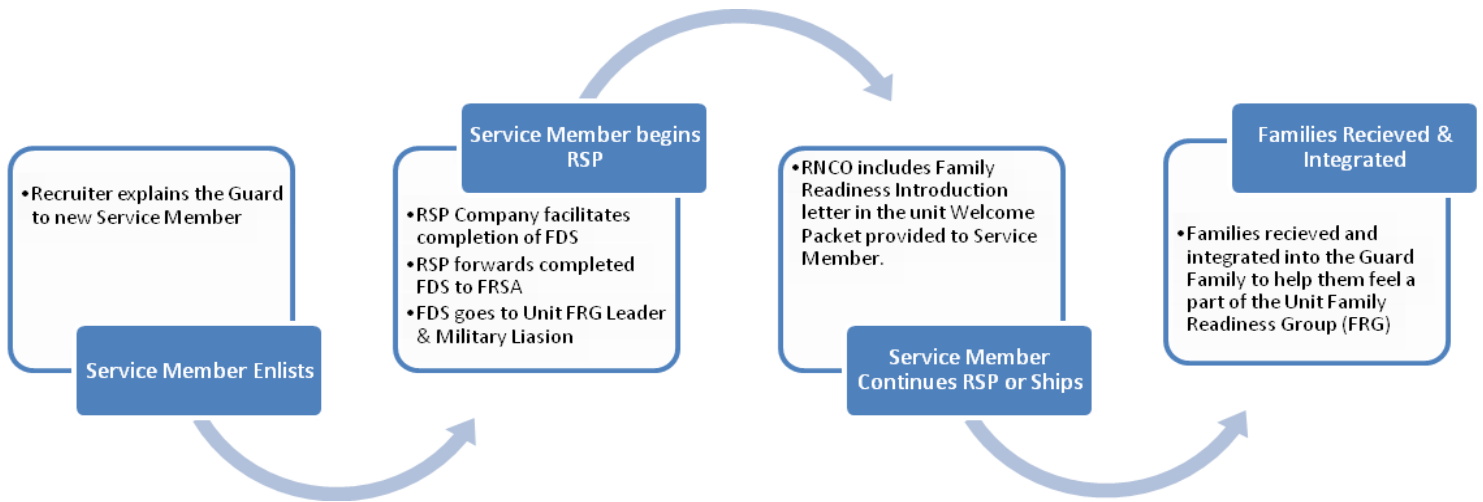 •Recruiter explains the Guard
to new Service Member
Service Member Enlists
Service Member begins
RSP
•RSP Company facilitates
completion of FDS
•RSP forwards completed
FDS to FRSA
•FDS goes to Unit FRG Leader
& Military Liasion
•RNCO includes Family
Readiness Introduction
letter in the unit Welcome
Packet provided to Service
Member.
Service Member
Continues RSP or Ships
Families Recieved &
Integrated
•Families recieved and
integrated into the Guard
Family to help them feel a
part of the Unit Family
Readiness Group (FRG)